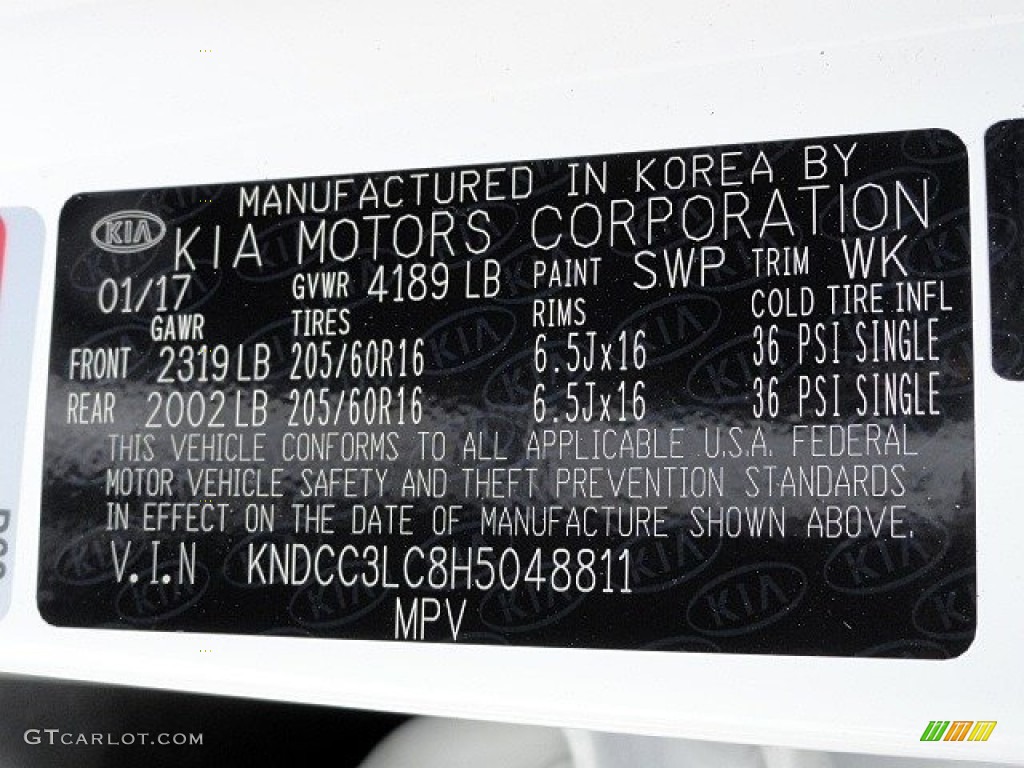 MANUFACTURED IN KOREA BY
KIA KIA MOTORS CORPORATION
01/17 GVWR 4189 LB PAINT SWP TRIM WK
GAWR TIRES RIMS COLD TIRE INFL
FRONT 2319 LB 205/60R16 6.5Jx16 36 PSI SINGLE
REAR 2002 LB 205/60R16 6.5Jx16 36 PSI SINGLE
THIS VEHICLE CONFORMS TO ALL APPLICABLE U.S.A. FEDERAL
MOTOR VEHICLE SAFETY AND THEFT PREVENTION STANDARDS
IN EFFECT ON THE DATE OF MANUFACTURE SHOWN ABOVE.
V.I.N KNDCC3LC8H5048811
MPV
GTCARLOT.COM